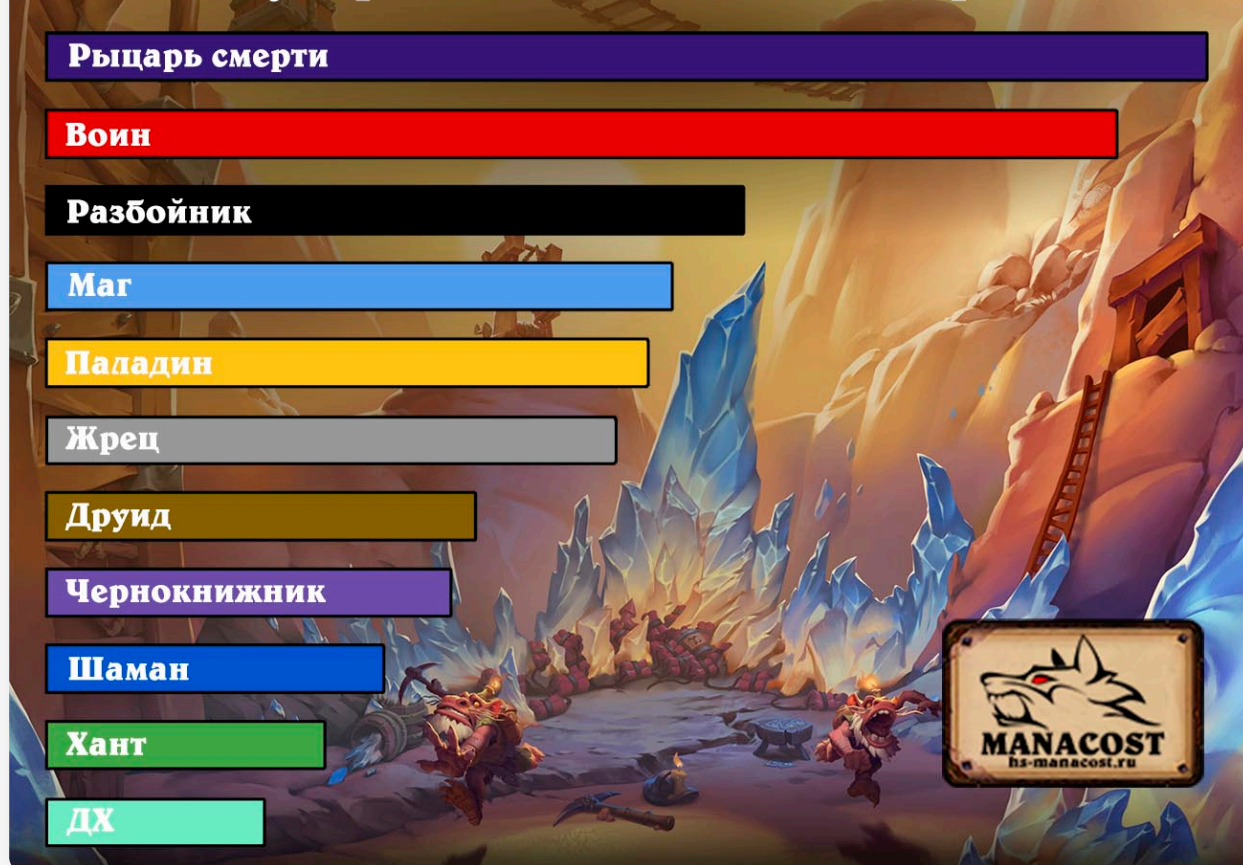 Рыцарь смерти
Воин
Разбойник
Маг
Паладин
Жрец
Друид
Чернокнижник
Шаман
Хант
ДХ
MANACOST
hs-manacost.ru